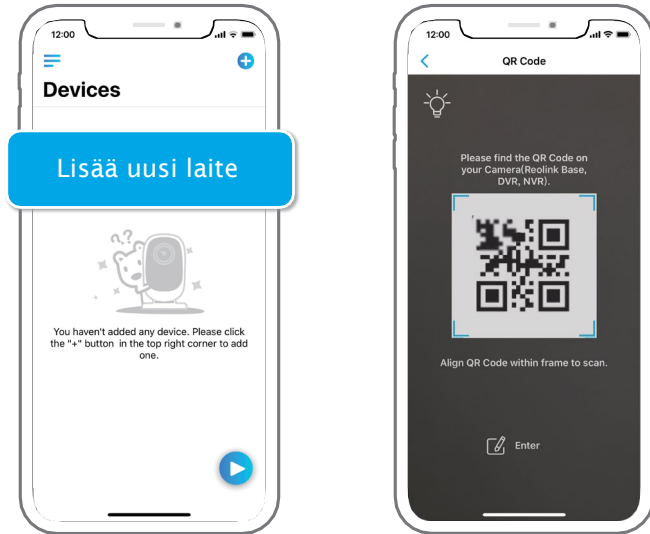 12:00
Devices
Lisää uusi laite
??
You haven't added any device. Please click
the "+" button in the top right corner to add
one.
12:00
QR Code
Please find the QR Code on
your Camera(Reolink Base,
DVR, NVR).
Align QR Code within frame to scan.
Enter